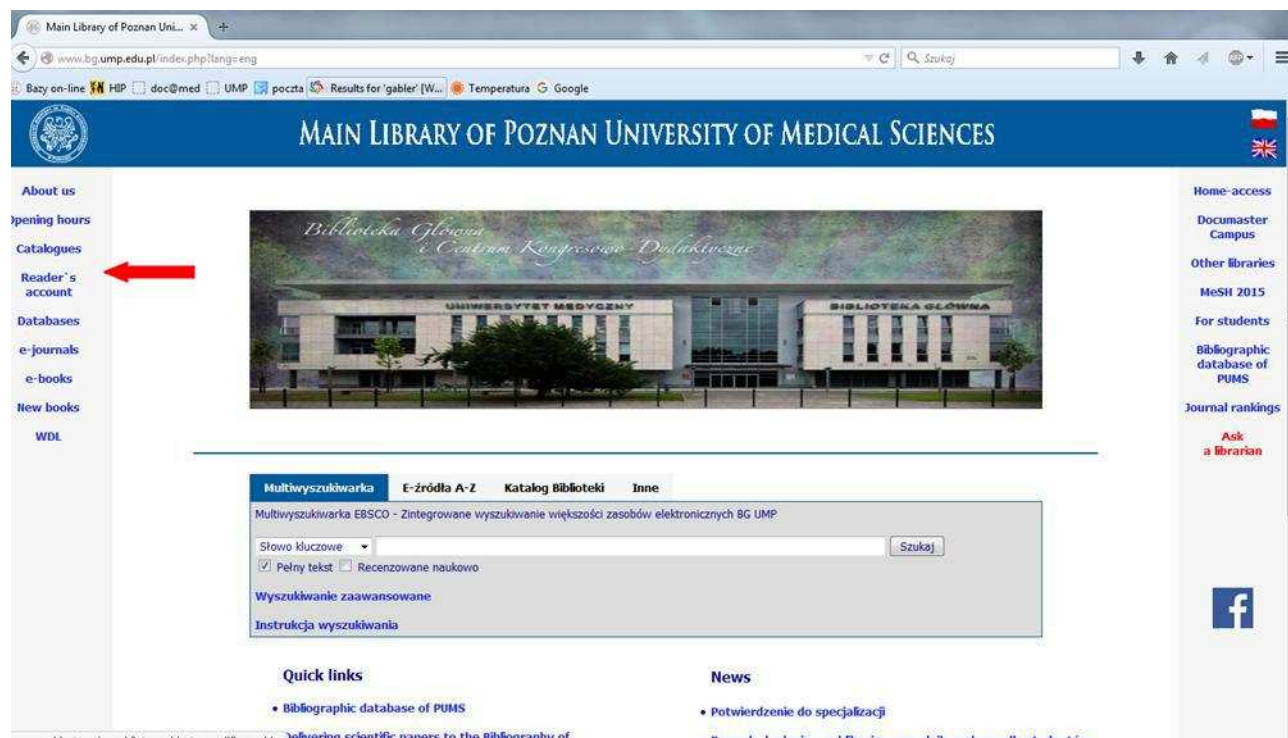 Main Library of Poznan Uni... × +
www.bg.ump.edu.pl/index.php?lang=eng
Szukaj
Bazy on-line HIP doc@med UMP poczta Results for 'gabler' [W... Temperatura Google
MAIN LIBRARY OF POZNAN UNIVERSITY OF MEDICAL SCIENCES
About us
Opening hours
Catalogues
Reader`s
account
Databases
e-journals
e-books
New books
WDL
Biblioteka Główna
i Centrum Kongresowo-Dydaktyczne
UNIWERSYTET MEDYCZNY
BIBLIOTEKA GŁÓWNA
Home-access
Documaster
Campus
Other libraries
MeSH 2015
For students
Bibliographic
database of
PUMS
Journal rankings
Ask
a librarian
Multiwyszukiwarka E-źródła A-Z Katalog Biblioteki Inne
Multiwyszukiwarka EBSCO - Zintegrowane wyszukiwanie większości zasobów elektronicznych BG UMP
Słowo kluczowe Szukaj
Pełny tekst Recenzowane naukowo
Wyszukiwanie zaawansowane
Instrukcja wyszukiwania
f
Quick links
• Bibliographic database of PUMS
Delivering scientific papers to the Bibliography of
News
• Potwierdzenie do specjalizacji